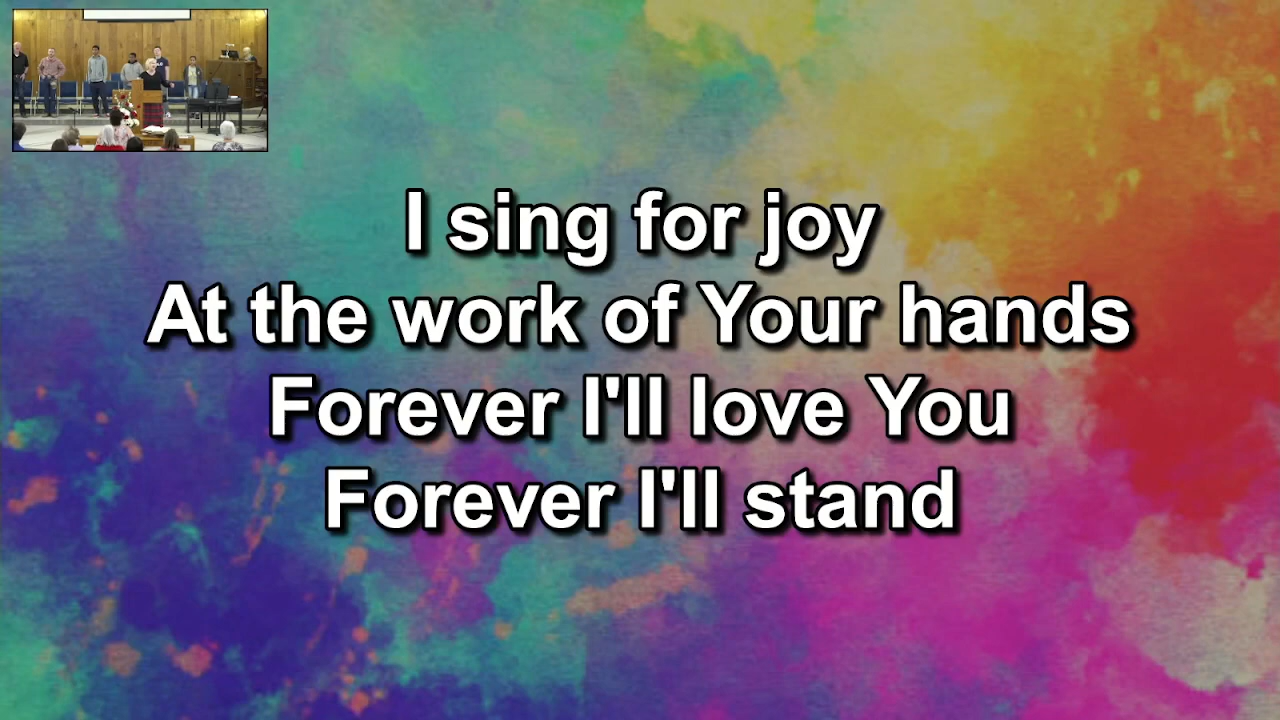 I sing for joy
At the work of Your hands
Forever I'll love You
Forever I'll stand